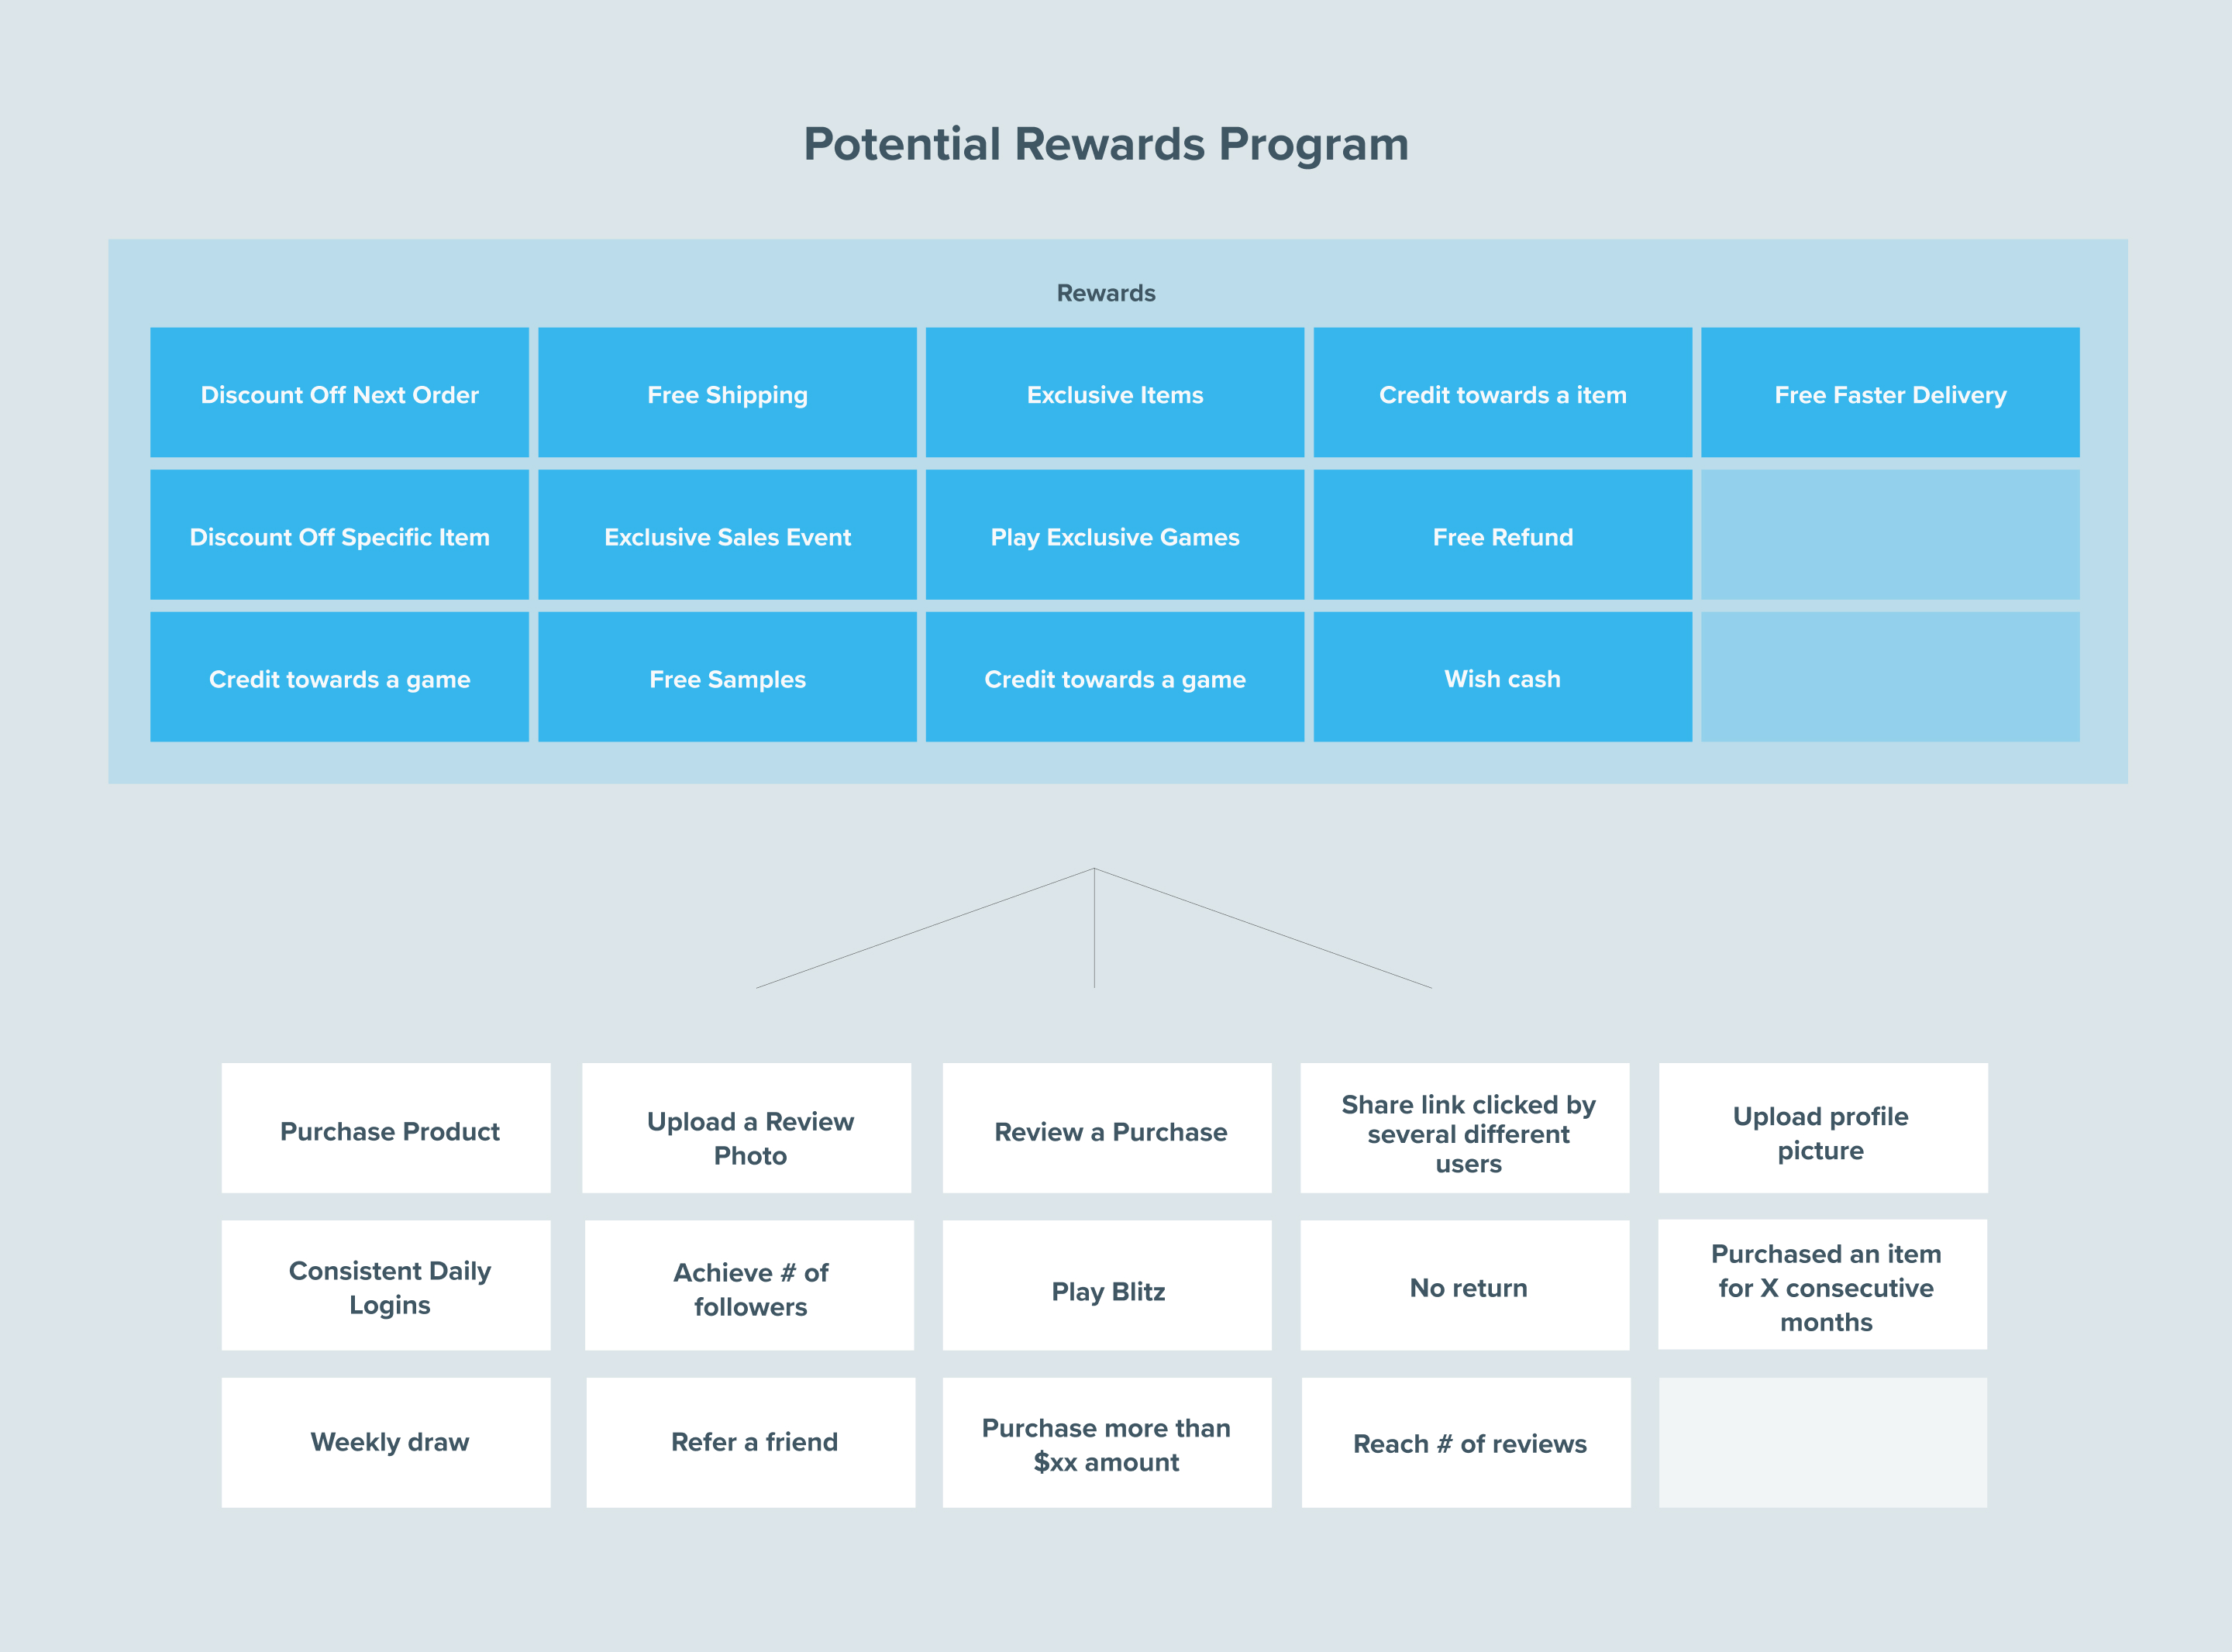 Potential Rewards Program
Rewards
Discount Off Next Order
Free Shipping
Exclusive Items
Credit towards a item
Free Faster Delivery
Discount Off Specific Item
Exclusive Sales Event
Play Exclusive Games
Free Refund
Credit towards a game
Free Samples
Credit towards a game
Wish cash
Purchase Product
Upload a Review
Photo
Review a Purchase
Share link clicked by
several different
users
Upload profile
picture
Consistent Daily
Logins
Achieve # of
followers
Play Blitz
No return
Purchased an item
for X consecutive
months
Weekly draw
Refer a friend
Purchase more than
$xx amount
Reach # of reviews